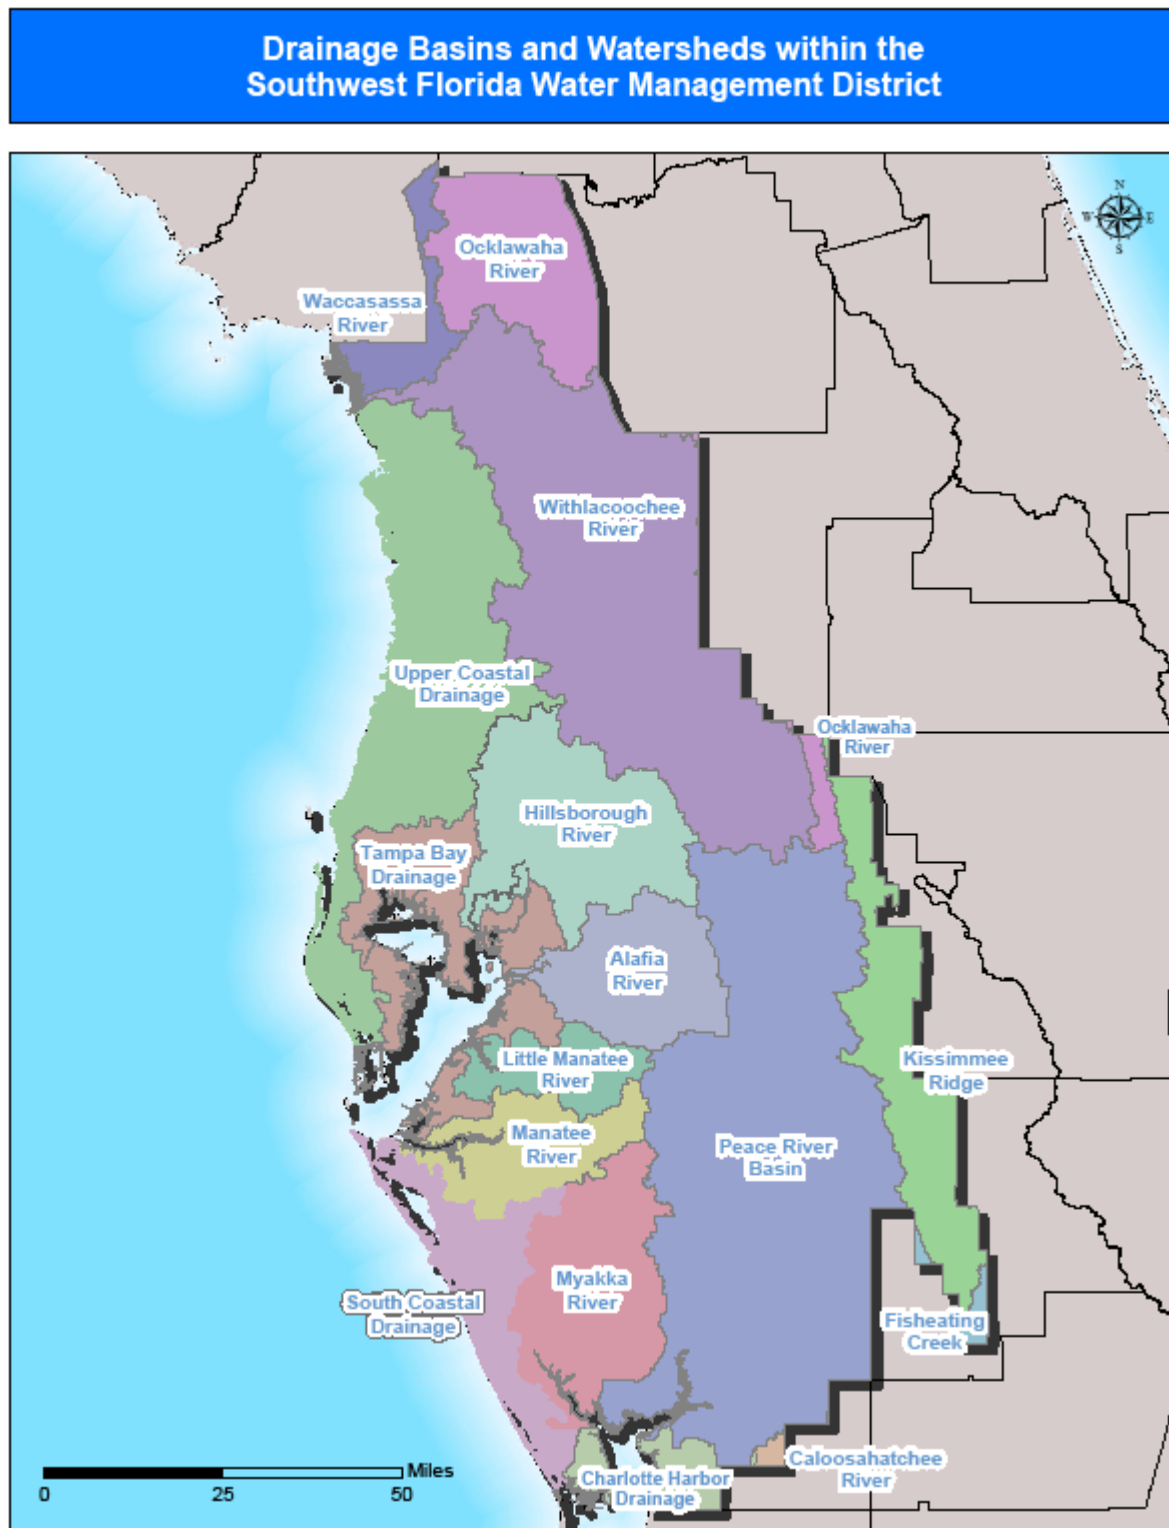 Drainage Basins and Watersheds within the
Southwest Florida Water Management District
N
W
E
S
Ocklawaha
River
Waccasassa
River
Withlacoochee
River
Upper Coastal
Drainage
Ocklawaha
River
Hillsborough
River
Tampa Bay
Drainage
Alafia
River
Little Manatee
River
Kissimmee
Ridge
Manatee
River
Peace River
Basin
Myakka
River
South Coastal
Drainage
Fisheating
Creek
Caloosahatchee
River
Charlotte Harbor
Drainage
Miles
0 25 50